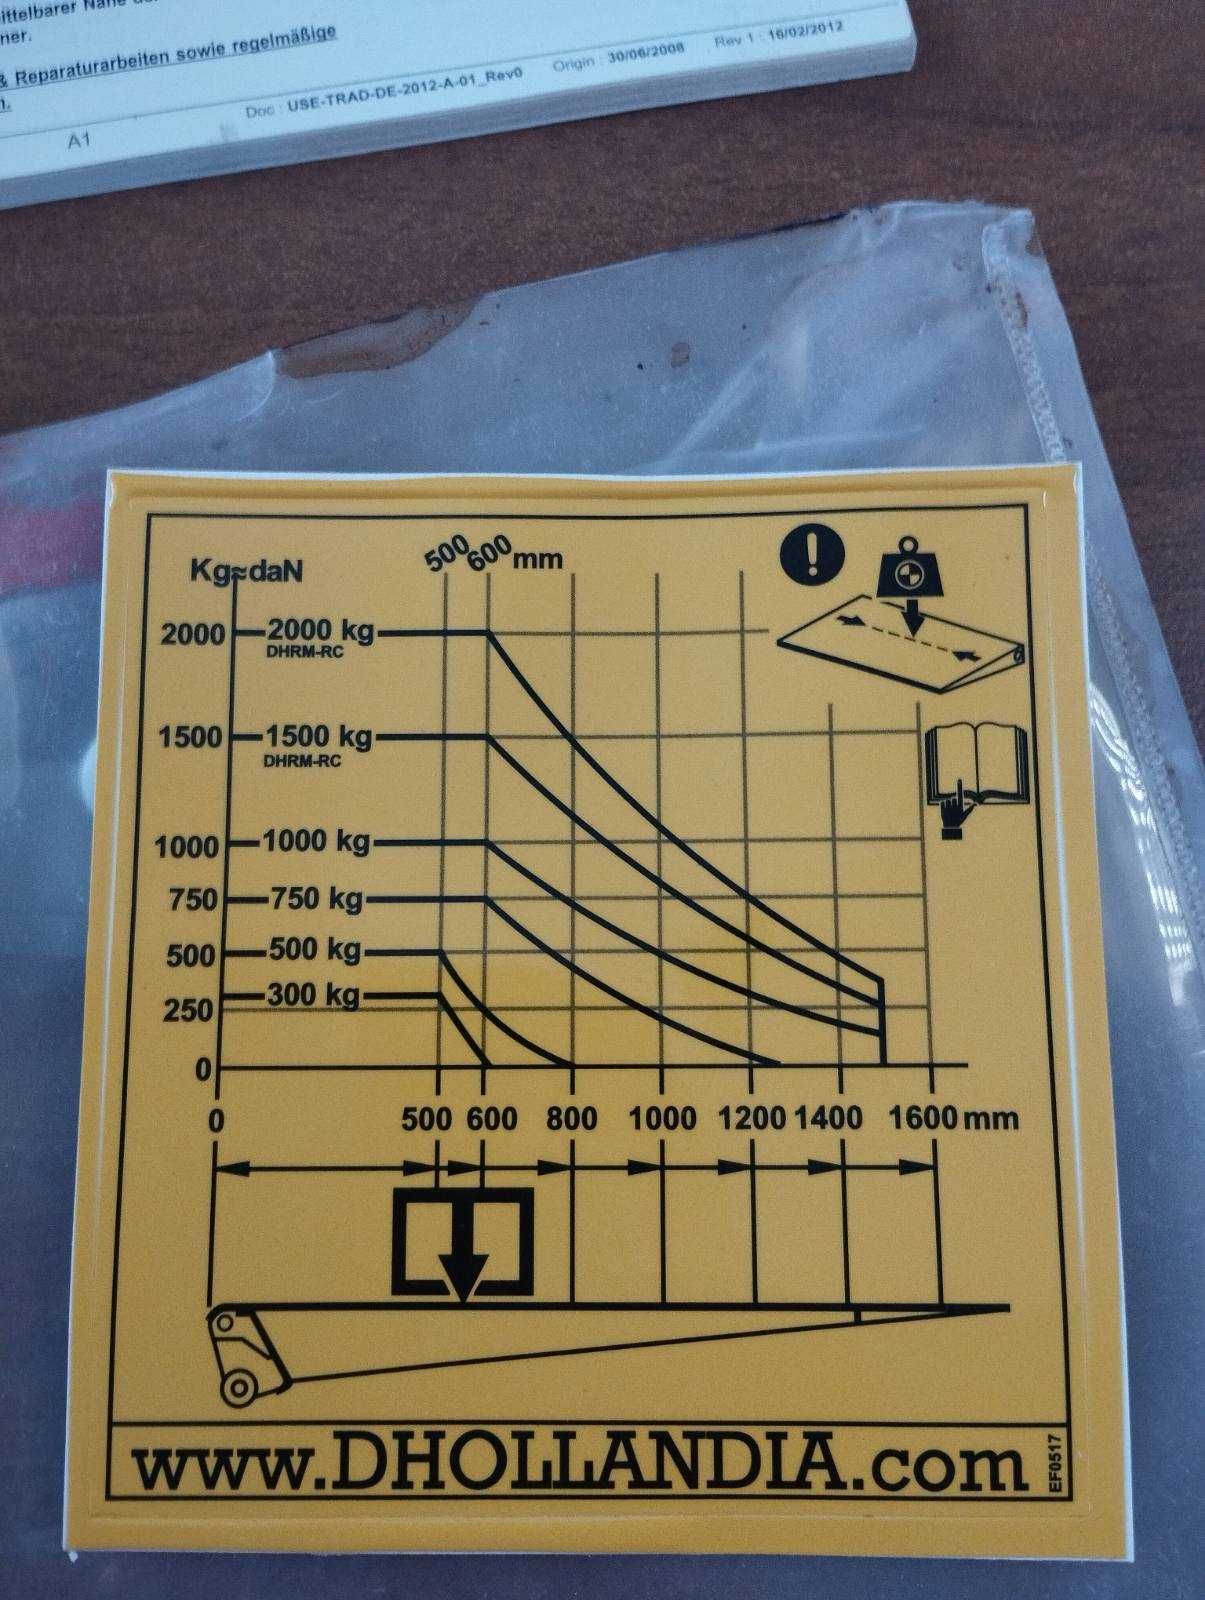 ner.
& Reparaturarbeiten sowie regelmäßige
A1
Doc : USE-TRAD-DE-2012-A-01_Rev0 Origin : 30/06/2008 Rev 1 : 16/02/2012
Kg≈daN
500 600 mm
2000 2000 kg
DHRM-RC
1500 1500 kg
DHRM-RC
1000 1000 kg
750 750 kg
500 500 kg
300 kg
250
0
0 500 600 800 1000 1200 1400 1600 mm
www.DHOLLANDIA.com
EF0517